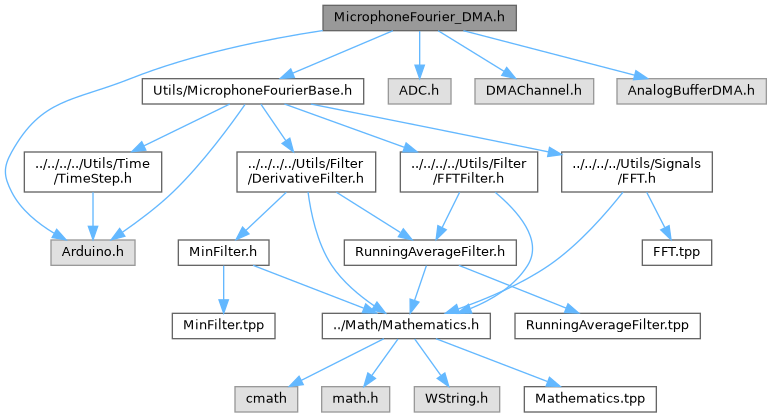 MicrophoneFourier_DMA.h
Utils/MicrophoneFourierBase.h
ADC.h
DMAChannel.h
AnalogBufferDMA.h
../../../../Utils/Time
/TimeStep.h
../../../../Utils/Filter
/DerivativeFilter.h
../../../../Utils/Filter
/FFTFilter.h
../../../../Utils/Signals
/FFT.h
Arduino.h
MinFilter.h
RunningAverageFilter.h
FFT.tpp
MinFilter.tpp
../Math/Mathematics.h
RunningAverageFilter.tpp
cmath
math.h
WString.h
Mathematics.tpp